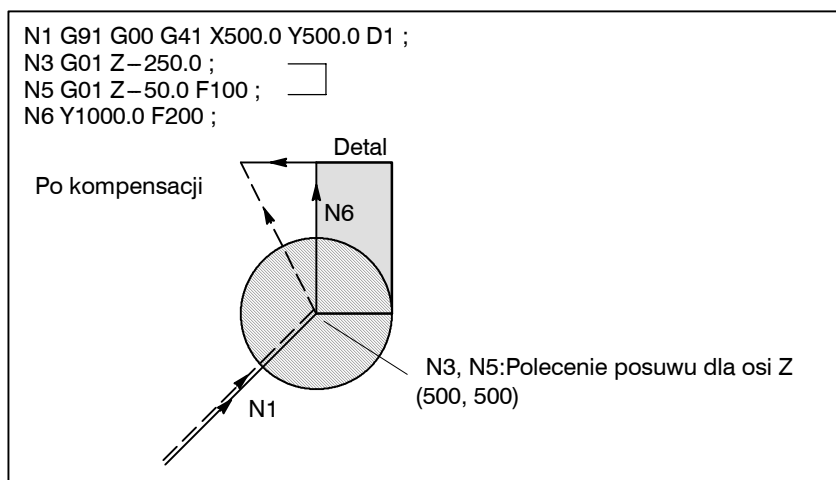 N1 G91 G00 G41 X500.0 Y500.0 D1 ;
N3 G01 Z−250.0 ;
N5 G01 Z−50.0 F100 ;
N6 Y1000.0 F200 ;
Detal
Po kompensacji
N6
N3, N5:Polecenie posuwu dla osi Z
(500, 500)
N1